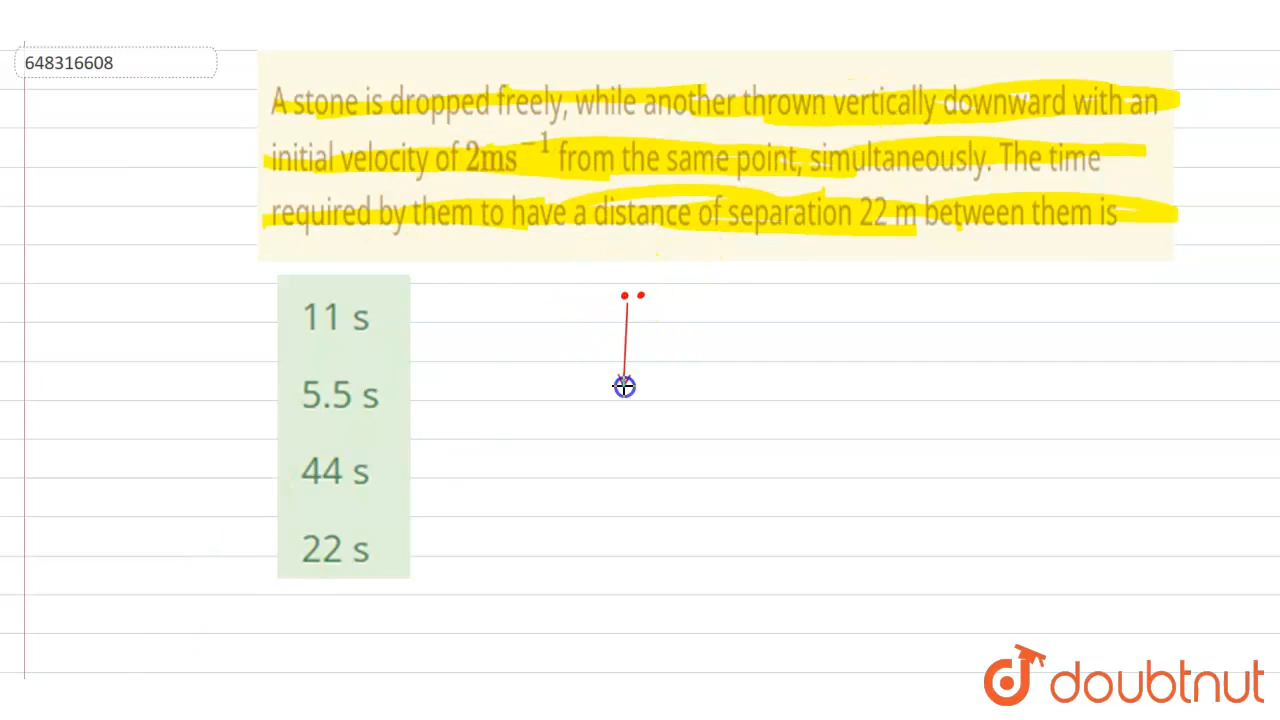 648316608
A stone is dropped freely, while another thrown vertically downward with an
initial velocity of 2ms⁻¹ from the same point, simultaneously. The time
required by them to have a distance of separation 22 m between them is
11 s
5.5 s
44 s
22 s
doubtnut